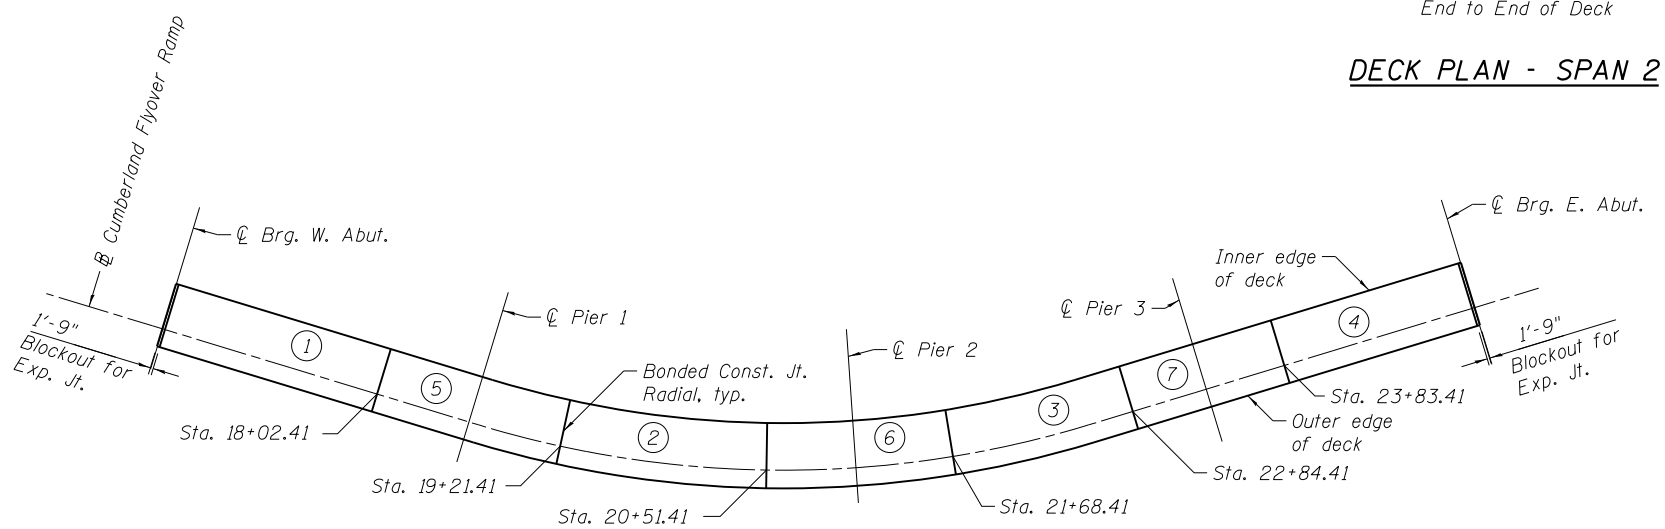 End to End of Deck
DECK PLAN - SPAN 2
℄ Cumberland Flyover Ramp
℄ Brg. W. Abut.
℄ Pier 1
Bonded Const. Jt.
Radial, typ.
℄ Pier 2
℄ Pier 3
Inner edge
of deck
℄ Brg. E. Abut.
1'-9"
Blockout for
Exp. Jt.
1
5
2
6
3
7
4
1'-9"
Blockout for
Exp. Jt.
Sta. 18+02.41
Sta. 19+21.41
Sta. 20+51.41
Sta. 21+68.41
Sta. 22+84.41
Sta. 23+83.41
Outer edge
of deck